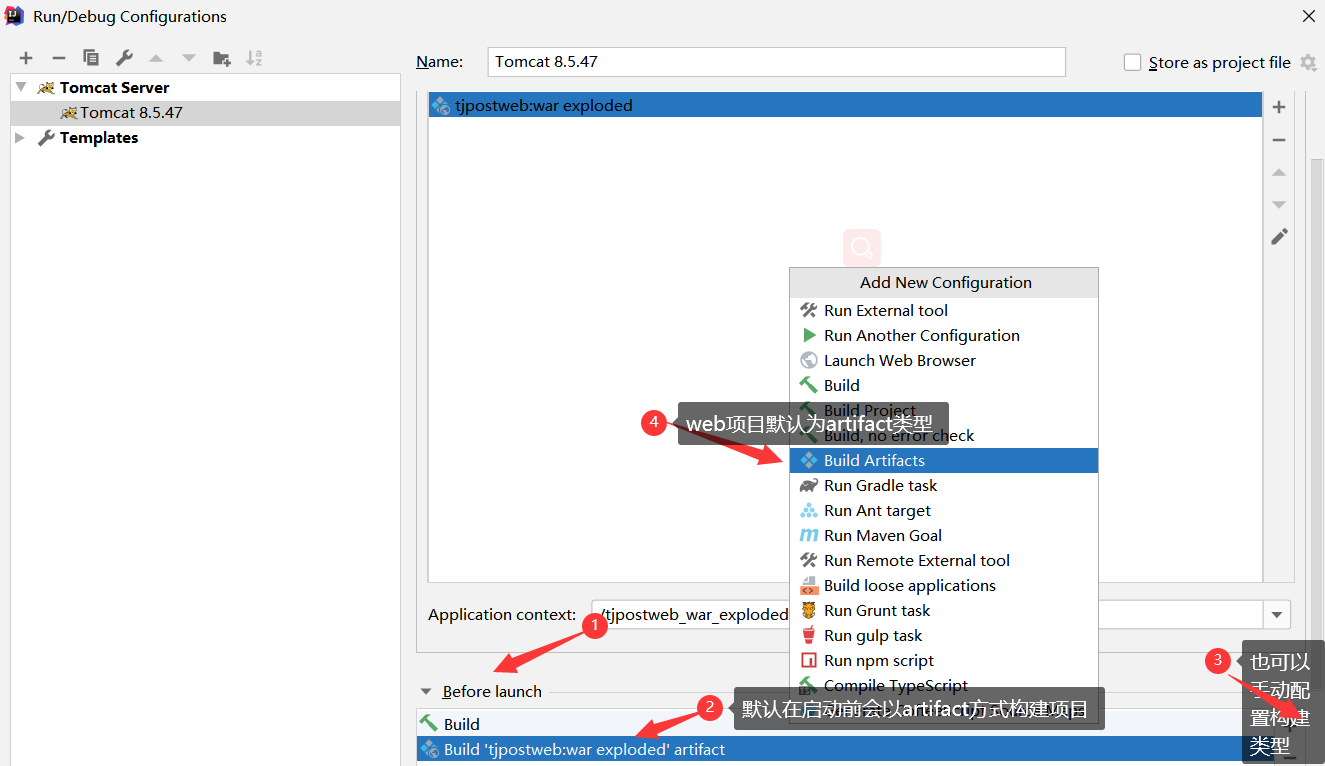 Run/Debug Configurations
Name:
Tomcat 8.5.47
Store as project file
Tomcat Server
Tomcat 8.5.47
Templates
tjpostweb:war exploded
Add New Configuration
Run External tool
Run Another Configuration
Launch Web Browser
Build
Build Project
4
web项目默认为artifact类型
Build, no error check
Build Artifacts
Run Gradle task
Run Ant target
Run Maven Goal
Run Remote External tool
Build loose applications
Run Grunt task
Run gulp task
Run npm script
Compile TypeScript
Application context:
/tjpostweb_war_exploded
1
3
也可以
手动配
置构建
类型
Before launch
2
默认在启动前会以artifact方式构建项目
Build
Build 'tjpostweb:war exploded' artifact